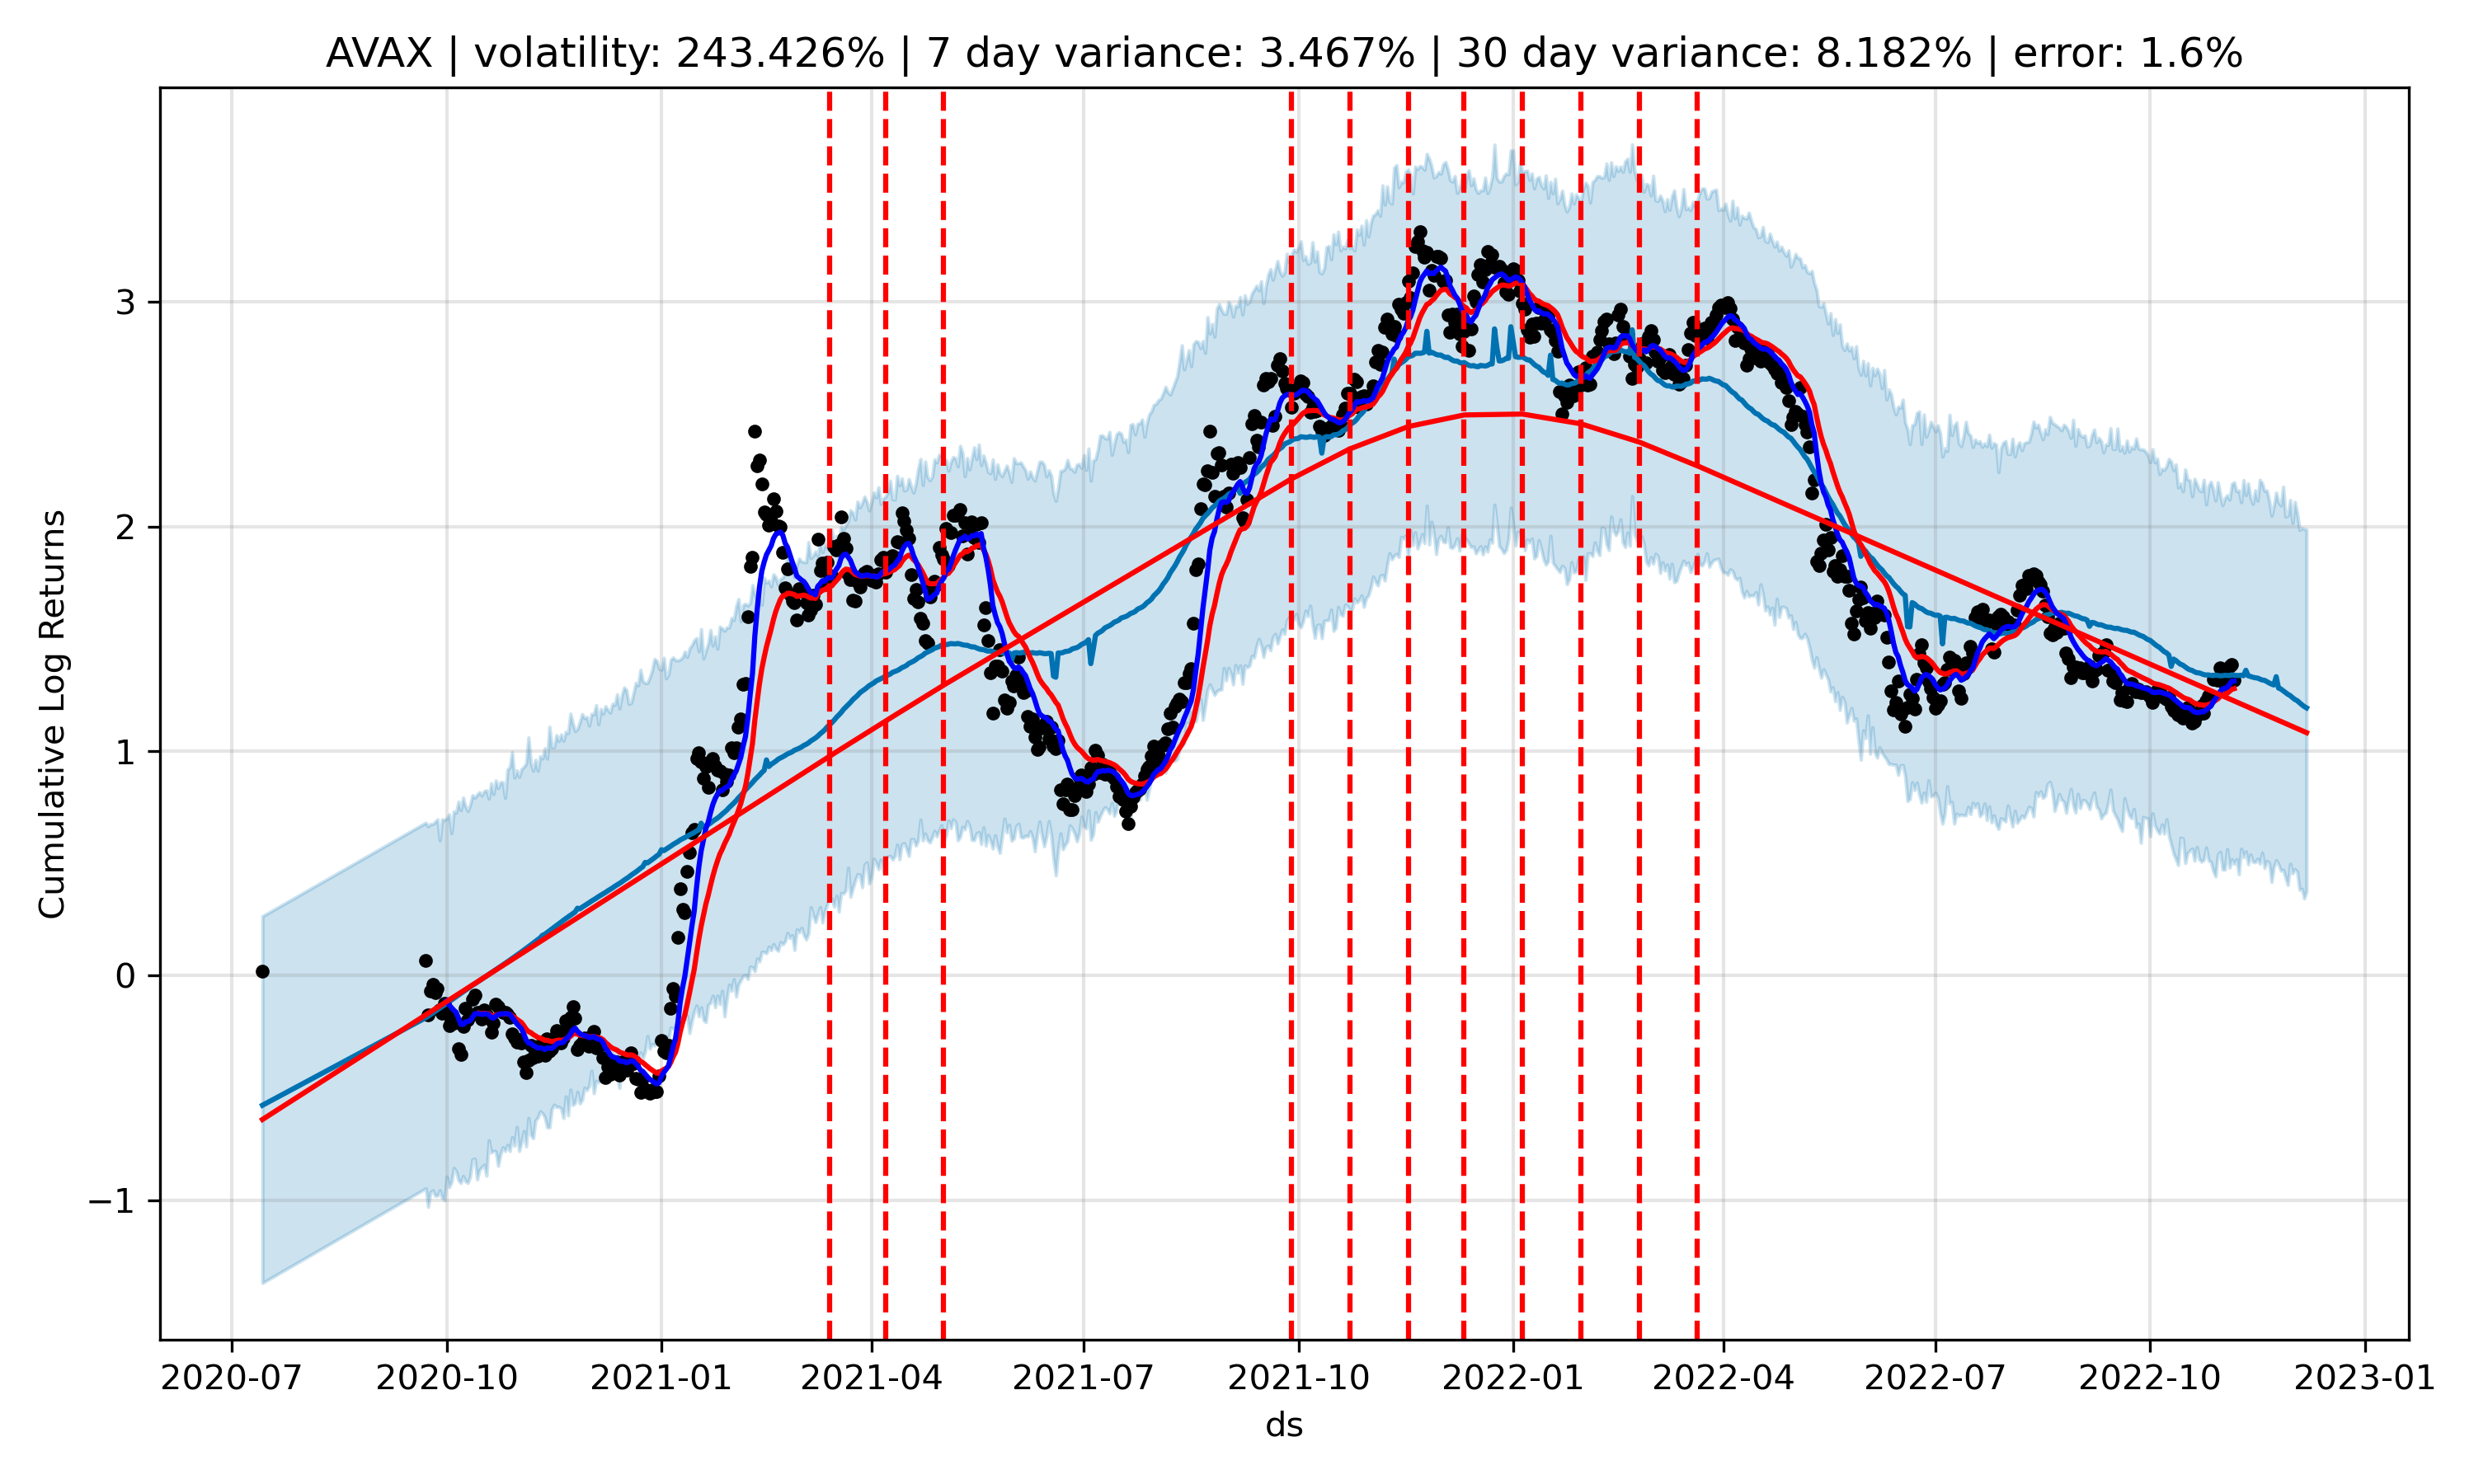 AVAX | volatility: 243.426% | 7 day variance: 3.467% | 30 day variance: 8.182% | error: 1.6%
Cumulative Log Returns
3
2
1
0
−1
2020-07 2020-10 2021-01 2021-04 2021-07 2021-10 2022-01 2022-04 2022-07 2022-10 2023-01
ds